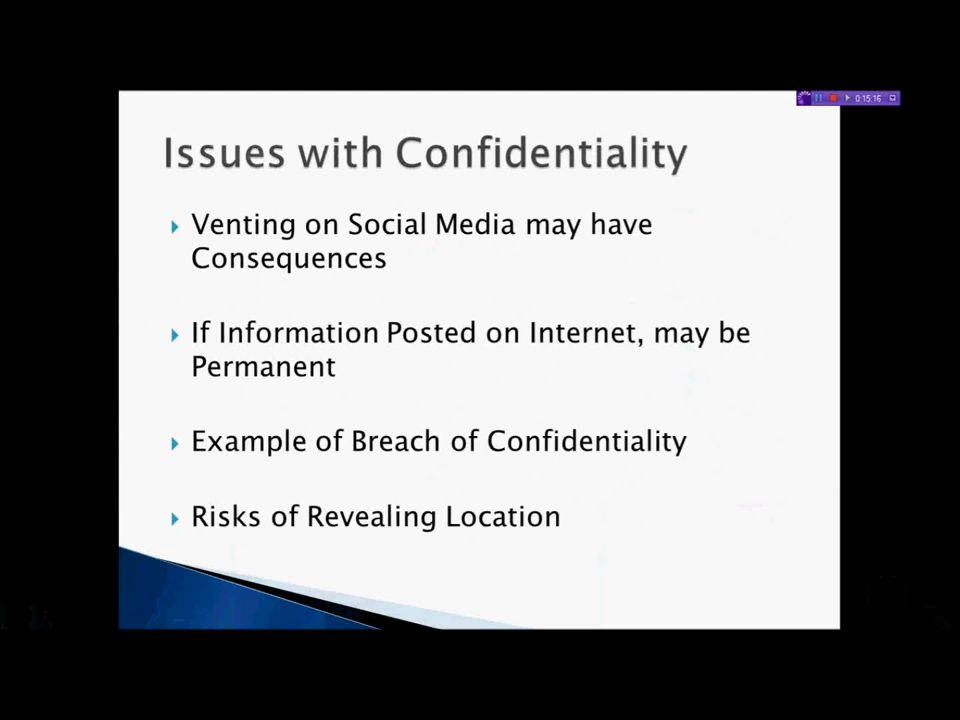 0:15:16
Issues with Confidentiality
Venting on Social Media may have
Consequences
If Information Posted on Internet, may be
Permanent
Example of Breach of Confidentiality
Risks of Revealing Location